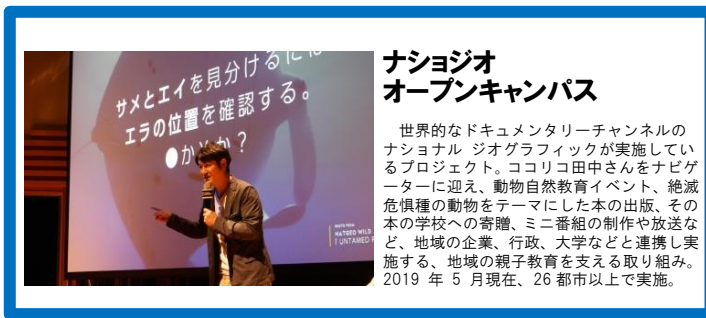 サメとエイを見分けるには
エラの位置を確認する。
ナショジオ
オープンキャンパス
世界的なドキュメンタリーチャンネルの
ナショナル ジオグラフィックが実施してい
るプロジェクト。ココリコ田中さんをナビゲ
ーターに迎え、動物自然教育イベント、絶滅
危惧種の動物をテーマにした本の出版、その
本の学校への寄贈、ミニ番組の制作や放送な
ど、地域の企業、行政、大学などと連携し実
施する、地域の親子教育を支える取り組み。
2019 年 5 月現在、26 都市以上で実施。